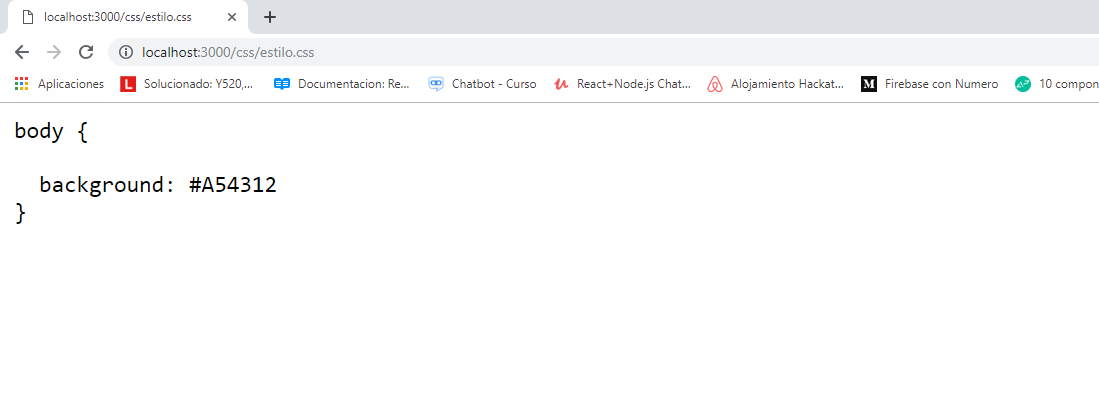 localhost:3000/css/estilo.css
localhost:3000/css/estilo.css
Aplicaciones L Solucionado: Y520,... Documentacion: Re... Chatbot - Curso React+Node.js Chat... Alojamiento Hackat... M Firebase con Numero 10 compon
body {
background: #A54312
}